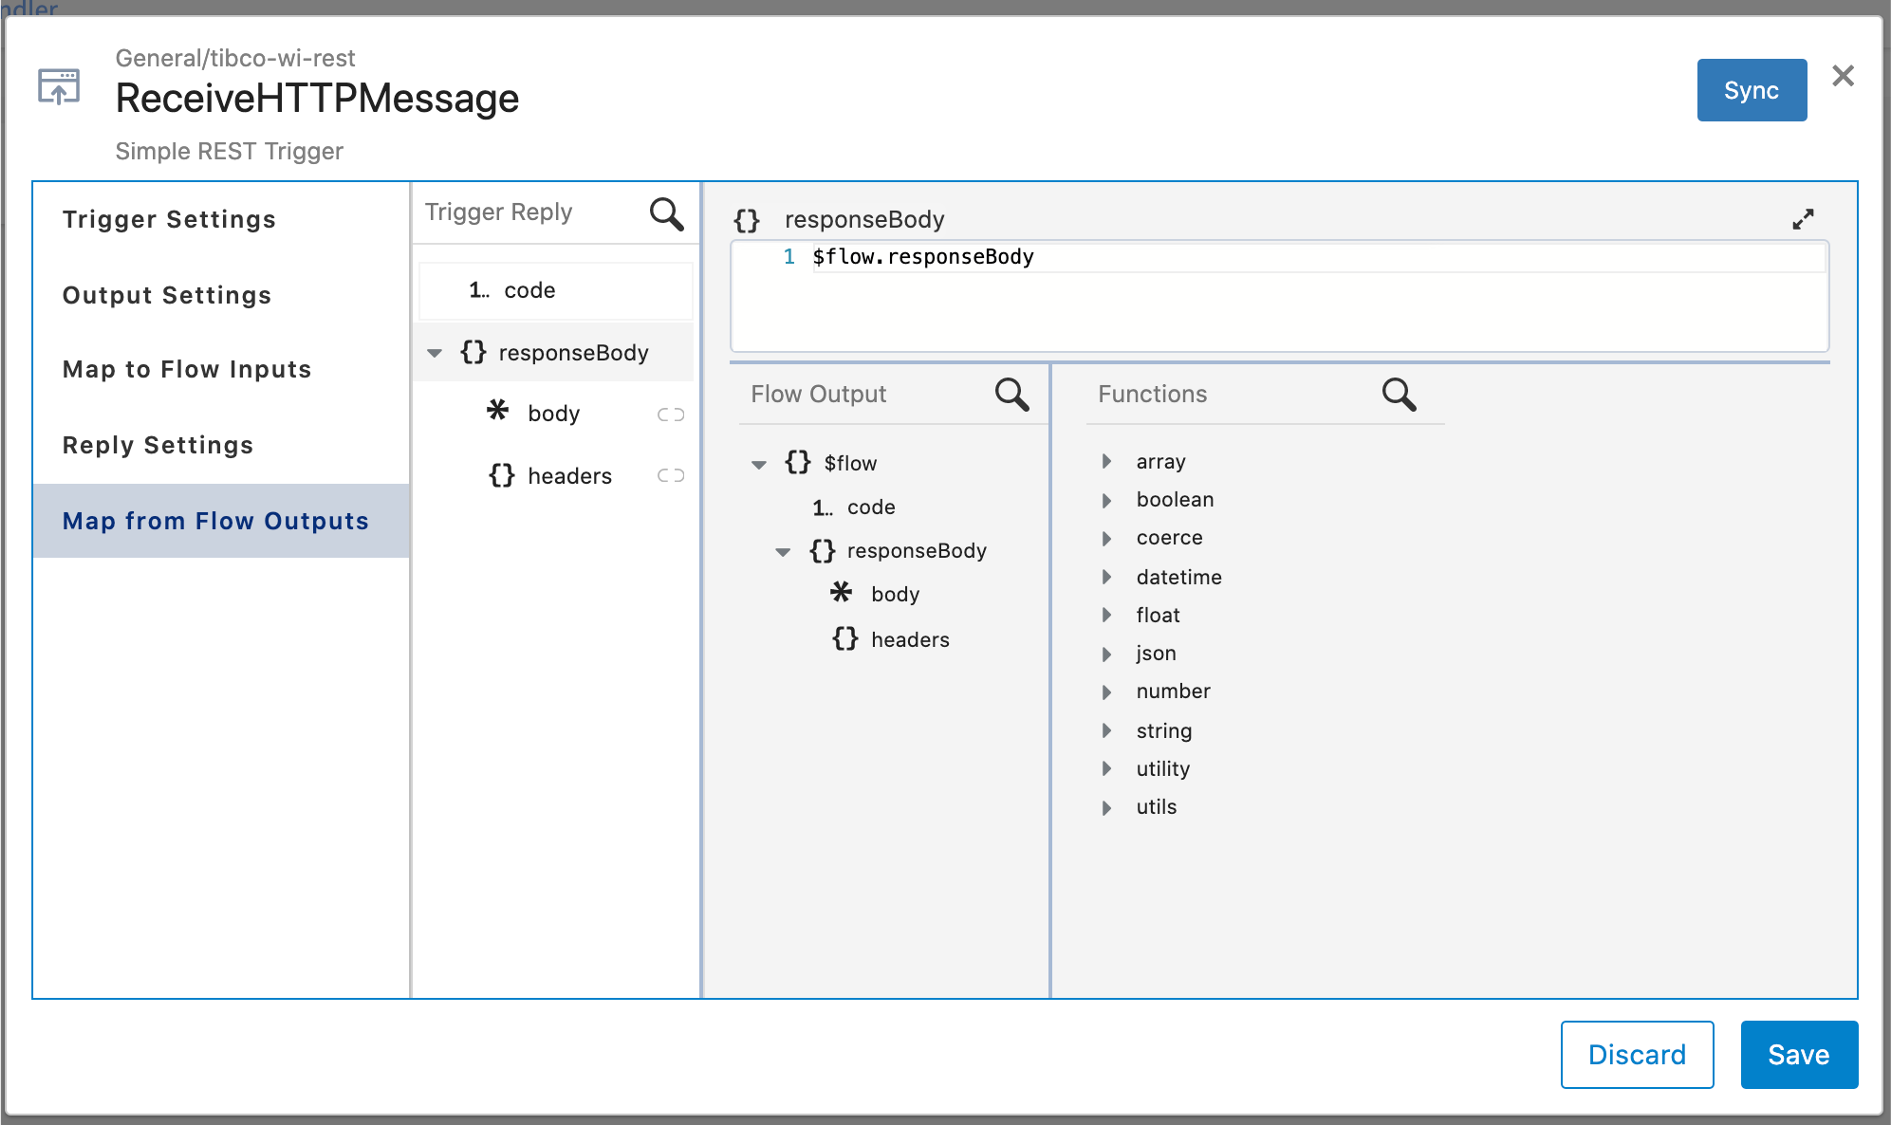 ndler
General/tibco-wi-rest
ReceiveHTTPMessage
Simple REST Trigger
Sync
Trigger Settings
Output Settings
Map to Flow Inputs
Reply Settings
Map from Flow Outputs
Trigger Reply
1.. code
{} responseBody
* body
{} headers
{} responseBody
1 $flow.responseBody
Flow Output
{} $flow
1.. code
{} responseBody
* body
{} headers
Functions
array
boolean
coerce
datetime
float
json
number
string
utility
utils
Discard
Save